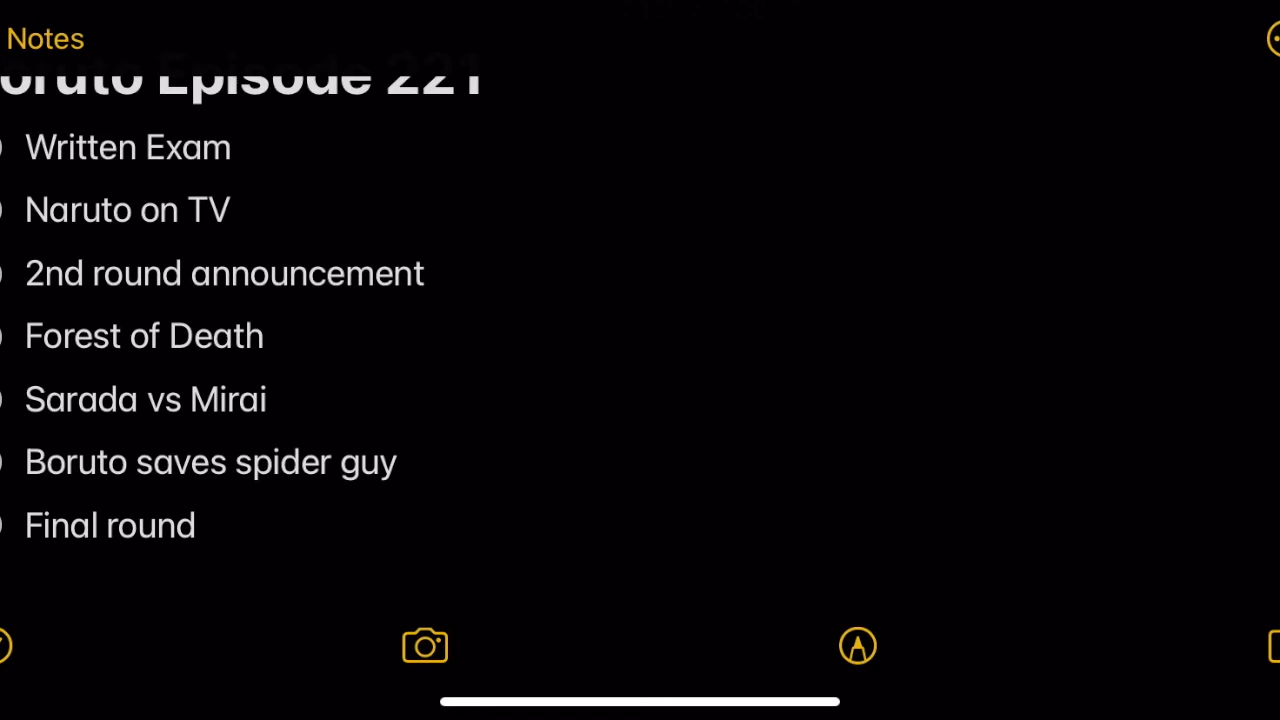 Notes
oruto Episode 221
Written Exam
Naruto on TV
2nd round announcement
Forest of Death
Sarada vs Mirai
Boruto saves spider guy
Final round